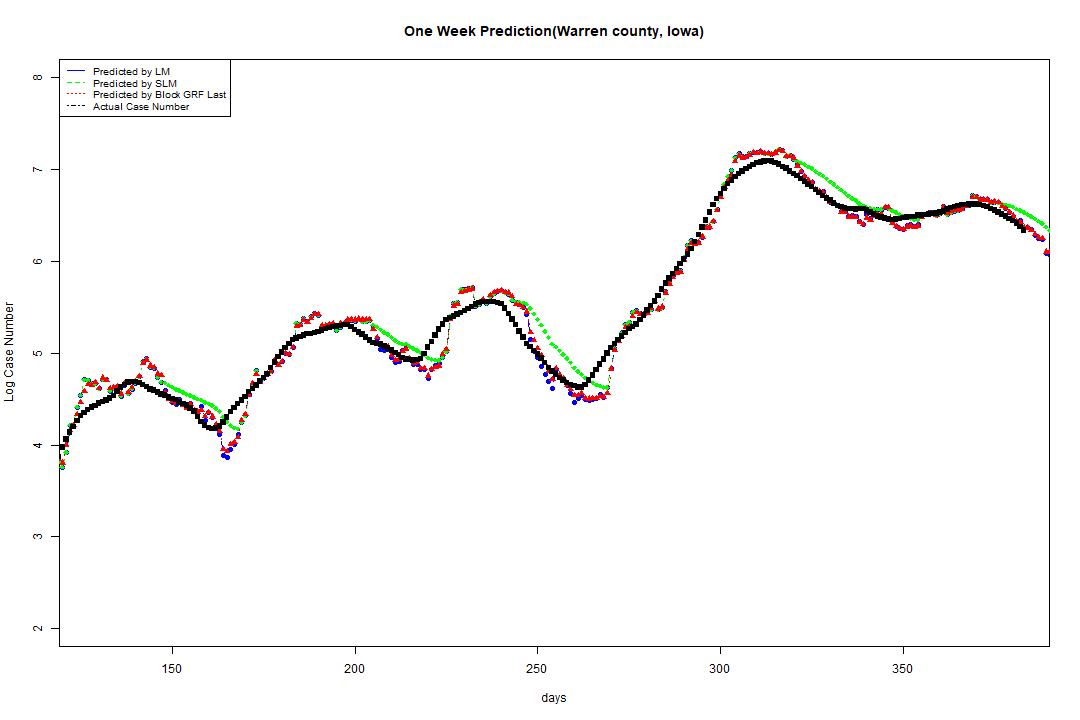 One Week Prediction(Warren county, Iowa)
Predicted by LM
Predicted by SLM
Predicted by Block GRF Last
Actual Case Number
8
7
6
5
4
3
2
Log Case Number
150 200 250 300 350
days